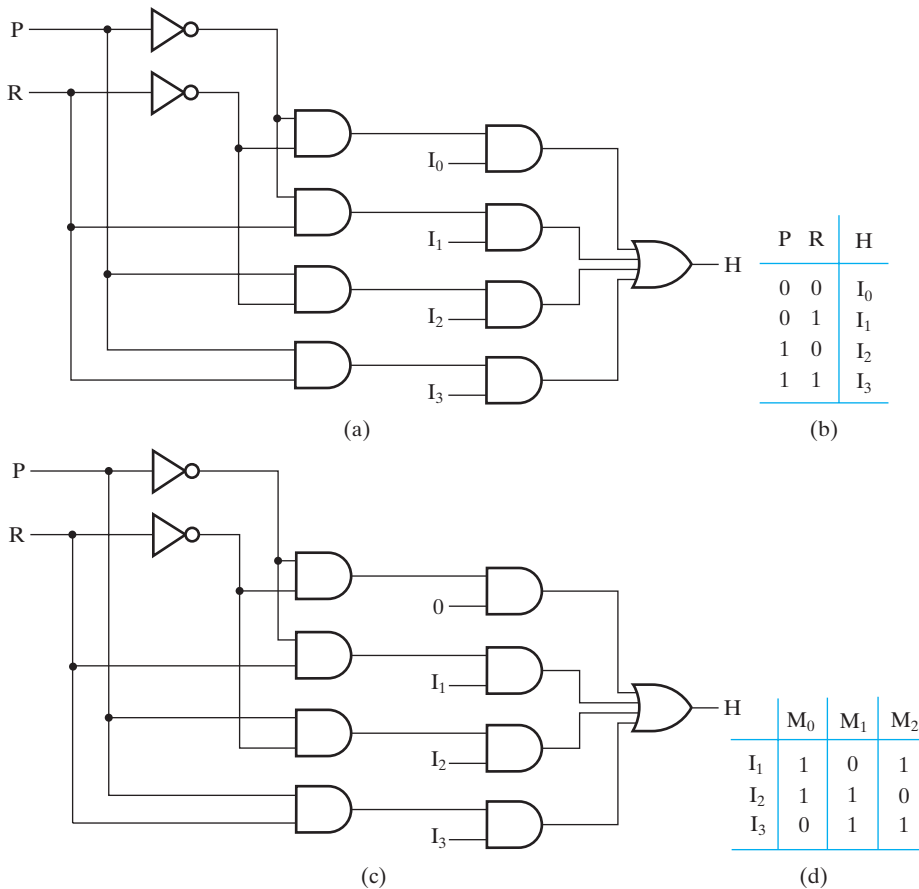 P
R
I0
I1
I2
I3
H
(a)
P R H
0 0 I0
0 1 I1
1 0 I2
1 1 I3
(b)
P
R
0
I1
I2
I3
H
(c)
M0 M1 M2
I1 1 0 1
I2 1 1 0
I3 0 1 1
(d)